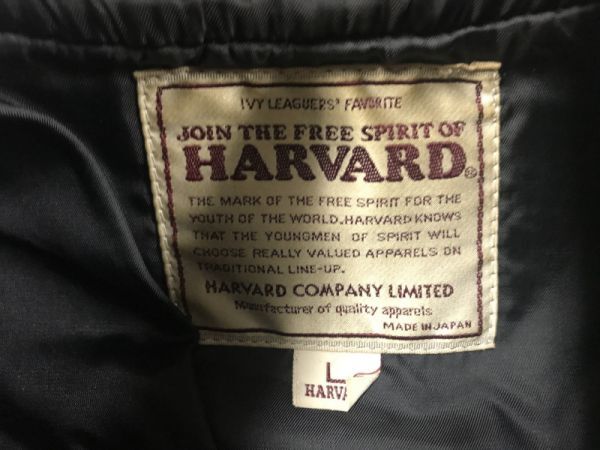 IVY LEAGUERS' FAVORITE
JOIN THE FREE SPIRIT OF
HARVARD®
THE MARK OF THE FREE SPIRIT FOR THE
YOUTH OF THE WORLD.HARVARD KNOWS
THAT THE YOUNGMEN OF SPIRIT WILL
CHOOSE REALLY VALUED APPARELS ON
TRADITIONAL LINE-UP.
HARVARD COMPANY LIMITED
Manufacturer of quality apparels
MADE IN JAPAN
L
HARVA